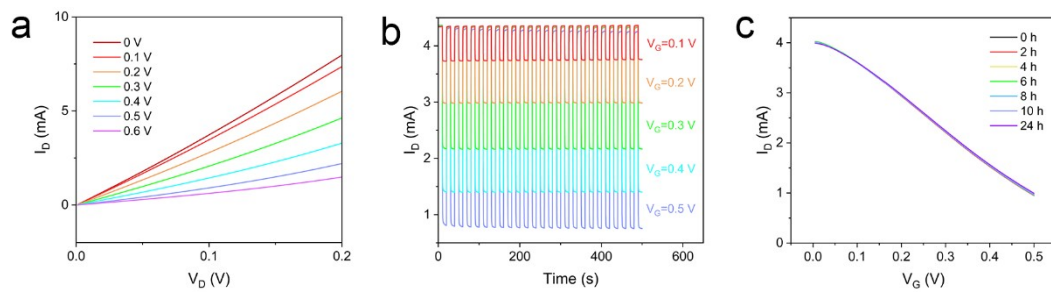 a
10
5
0
I_D (mA)
0 V
0.1 V
0.2 V
0.3 V
0.4 V
0.5 V
0.6 V
0.0
0.1
0.2
V_D (V)
b
4
3
2
1
I_D (mA)
V_G=0.1 V
V_G=0.2 V
V_G=0.3 V
V_G=0.4 V
V_G=0.5 V
0
200
400
600
Time (s)
c
5
4
3
2
1
0
I_D (mA)
0 h
2 h
4 h
6 h
8 h
10 h
24 h
0.0
0.1
0.2
0.3
0.4
0.5
V_G (V)